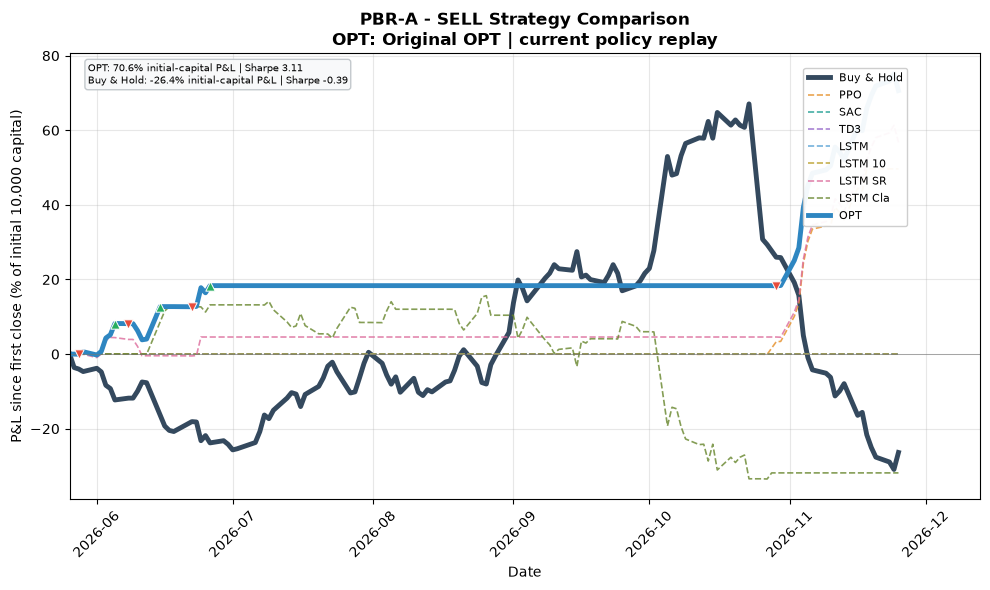 PBR-A - SELL Strategy Comparison
OPT: Original OPT | current policy replay
OPT: 70.6% initial-capital P&L | Sharpe 3.11
Buy & Hold: -26.4% initial-capital P&L | Sharpe -0.39
Buy & Hold
PPO
SAC
TD3
LSTM
LSTM 10
LSTM SR
LSTM Cla
OPT
P&L since first close (% of initial 10,000 capital)
80
60
40
20
0
−20
2026-06
2026-07
2026-08
2026-09
2026-10
2026-11
2026-12
Date